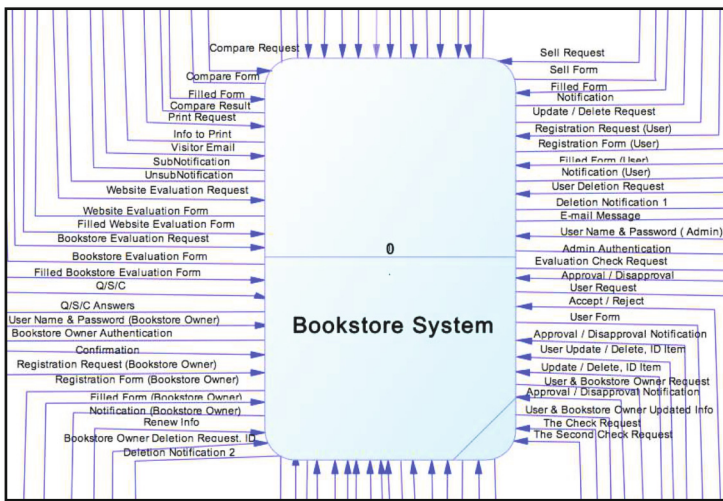 Compare Request
Compare Form
Filled Form
Compare Result
Print Request
Info to Print
Visitor Email
SubNotification
UnsubNotification
Website Evaluation Request
Website Evaluation Form
Filled Website Evaluation Form
Bookstore Evaluation Request
Bookstore Evaluation Form
Filled Bookstore Evaluation Form
Q/S/C
Q/S/C Answers
User Name & Password (Bookstore Owner)
Bookstore Owner Authentication
Confirmation
Registration Request (Bookstore Owner)
Registration Form (Bookstore Owner)
Filled Form (Bookstore Owner)
Notification (Bookstore Owner)
Renew Info
Bookstore Owner Deletion Request. ID
Deletion Notification 2
0
Bookstore System
Sell Request
Sell Form
Filled Form
Notification
Update / Delete Request
Registration Request (User)
Registration Form (User)
Filled Form (User)
Notification (User)
User Deletion Request
Deletion Notification 1
E-mail Message
User Name & Password ( Admin)
Admin Authentication
Evaluation Check Request
Approval / Disapproval
User Request
Accept / Reject
User Form
Approval / Disapproval Notification
User Update / Delete, ID Item
Update / Delete, ID Item
User & Bookstore Owner Request
Approval / Disapproval Notification
User & Bookstore Owner Updated Info
The Check Request
The Second Check Request